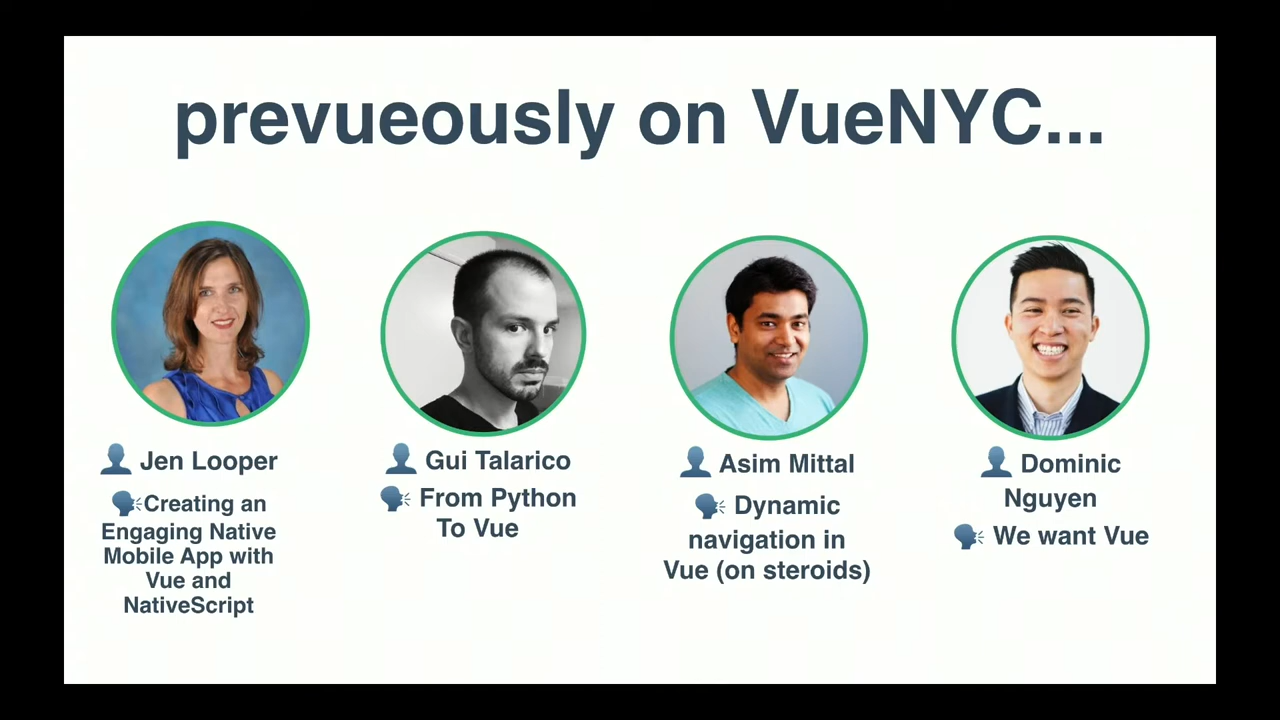 prevueously on VueNYC...
Jen Looper
Creating an
Engaging Native
Mobile App with
Vue and
NativeScript
Gui Talarico
From Python
To Vue
Asim Mittal
Dynamic
navigation in
Vue (on steroids)
Dominic
Nguyen
We want Vue